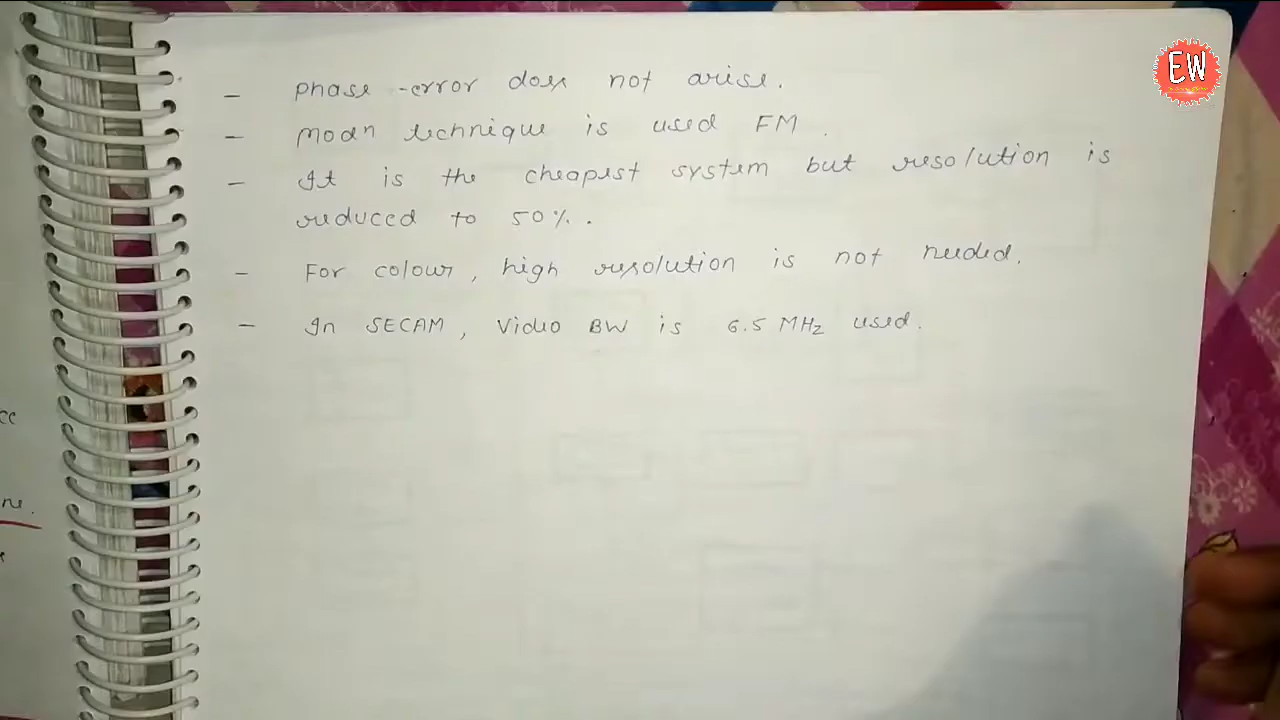 - Phase-error does not arise.
- modn technique is used FM.
- It is the cheapest system but resolution is
reduced to 50%.
- For colour, high resolution is not needed.
- In SECAM, Video BW is 6.5 MHz used.
EW